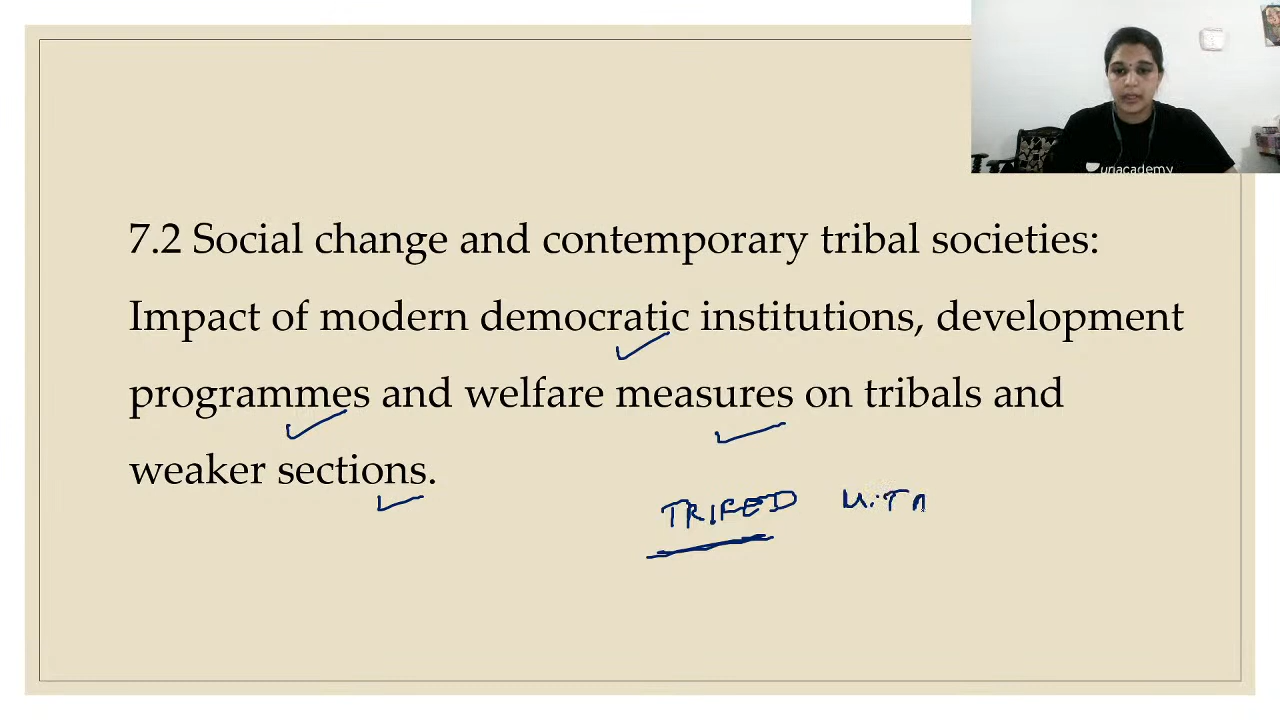 7.2 Social change and contemporary tribal societies:
Impact of modern democratic institutions, development
programmes and welfare measures on tribals and
weaker sections.
TRIFED
unacademy